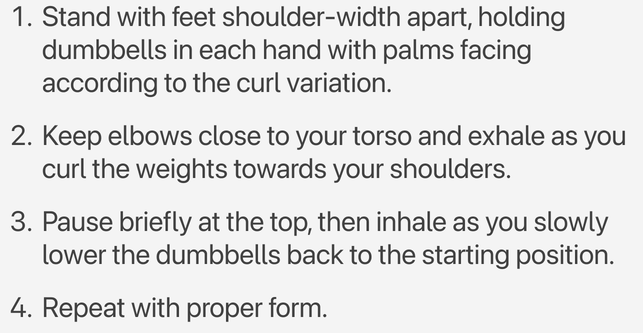 1. Stand with feet shoulder-width apart, holding
dumbbells in each hand with palms facing
according to the curl variation.
2. Keep elbows close to your torso and exhale as you
curl the weights towards your shoulders.
3. Pause briefly at the top, then inhale as you slowly
lower the dumbbells back to the starting position.
4. Repeat with proper form.